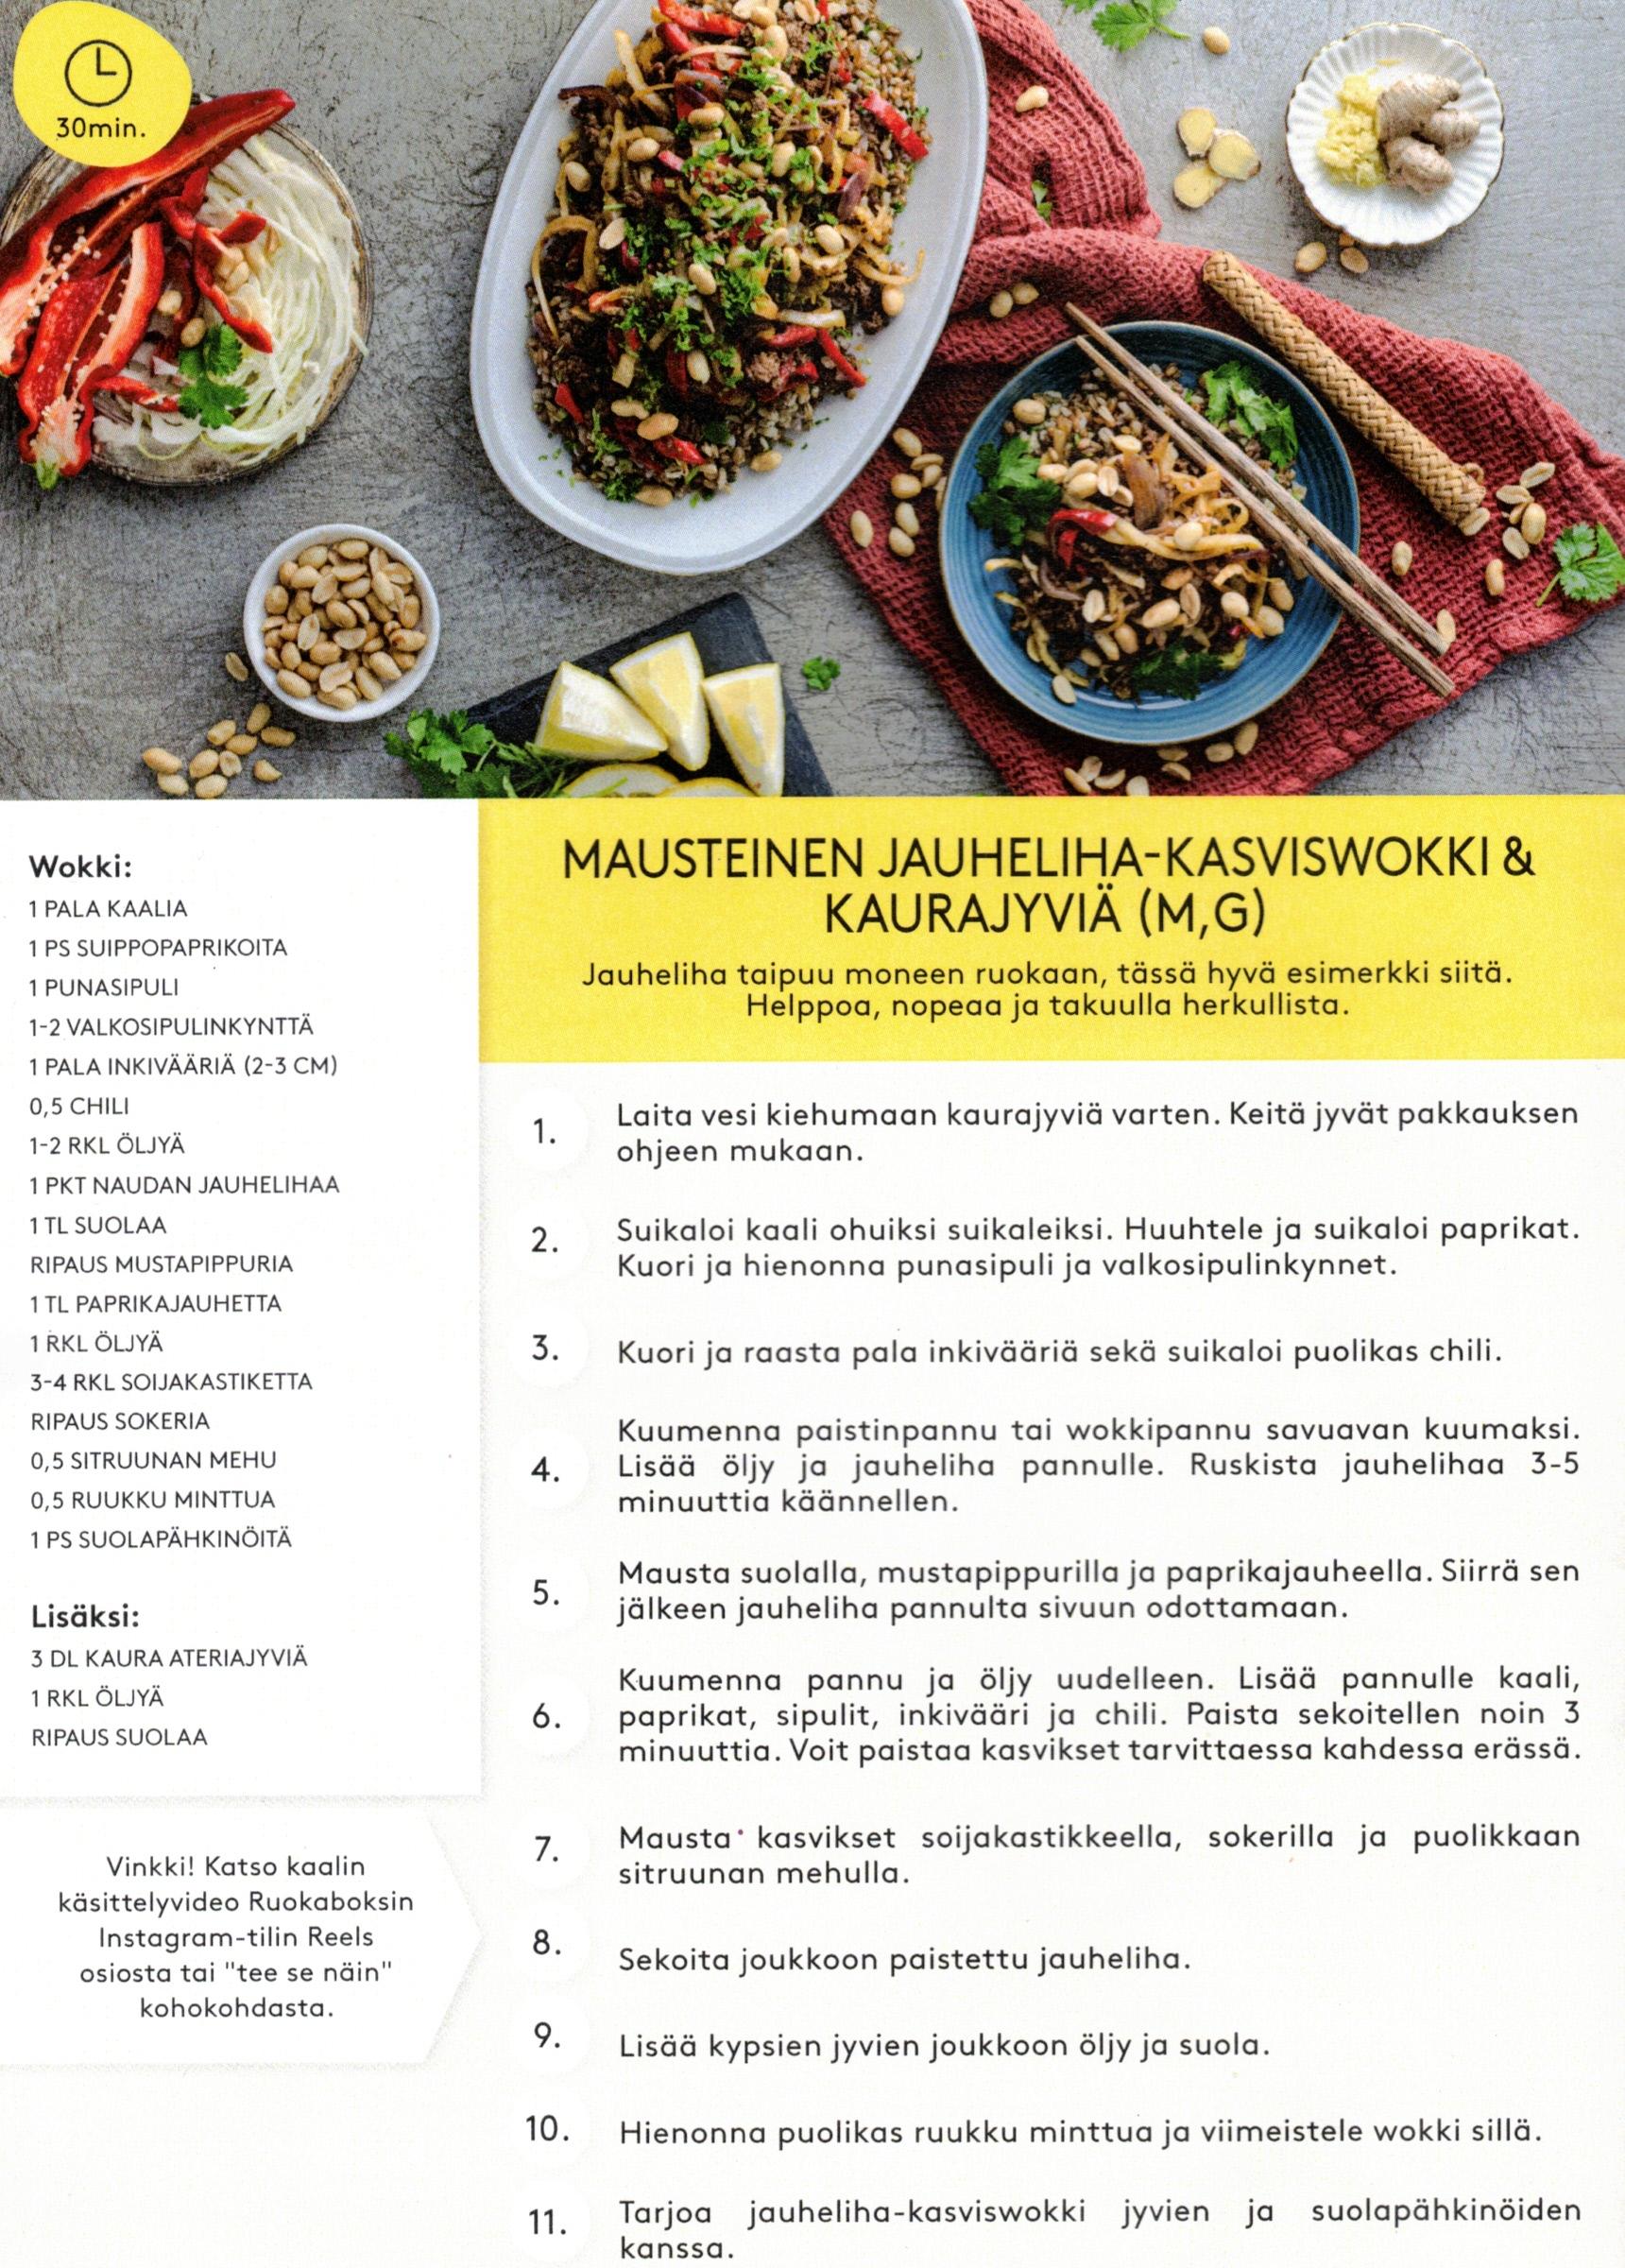 30min.
Wokki:
1 PALA KAALIA
1 PS SUIPPOPAPRIKOITA
1 PUNASIPULI
1-2 VALKOSIPULINKYNTTÄ
1 PALA INKIVÄÄRIÄ (2-3 CM)
0,5 CHILI
1-2 RKL ÖLJYÄ
1 PKT NAUDAN JAUHELIHAA
1 TL SUOLAA
RIPAUS MUSTAPIPPURIA
1 TL PAPRIKAJAUHETTA
1 RKL ÖLJYÄ
3-4 RKL SOIJAKASTIKETTA
RIPAUS SOKERIA
0,5 SITRUUNAN MEHU
0,5 RUUKKU MINTTUA
1 PS SUOLAPÄHKINÖITÄ
Lisäksi:
3 DL KAURA ATERIAJYVIÄ
1 RKL ÖLJYÄ
RIPAUS SUOLAA
Vinkki! Katso kaalin
käsittelyvideo Ruokaboksin
Instagram-tilin Reels
osiosta tai "tee se näin"
kohokohdasta.
MAUSTEINEN JAUHELIHA-KASVISWOKKI &
KAURAJYVIÄ (M,G)
Jauheliha taipuu moneen ruokaan, tässä hyvä esimerkki siitä.
Helppoa, nopeaa ja takuulla herkullista.
1. Laita vesi kiehumaan kaurajyviä varten. Keitä jyvät pakkauksen
ohjeen mukaan.
2. Suikaloi kaali ohuiksi suikaleiksi. Huuhtele ja suikaloi paprikat.
Kuori ja hienonna punasipuli ja valkosipulinkynnet.
3. Kuori ja raasta pala inkivääriä sekä suikaloi puolikas chili.
4. Kuumenna paistinpannu tai wokkipannu savuavan kuumaksi.
Lisää öljy ja jauheliha pannulle. Ruskista jauhelihaa 3-5
minuuttia käännellen.
5. Mausta suolalla, mustapippurilla ja paprikajauheella. Siirrä sen
jälkeen jauheliha pannulta sivuun odottamaan.
6. Kuumenna pannu ja öljy uudelleen. Lisää pannulle kaali,
paprikat, sipulit, inkivääri ja chili. Paista sekoitellen noin 3
minuuttia. Voit paistaa kasvikset tarvittaessa kahdessa erässä.
7. Mausta kasvikset soijakastikkeella, sokerilla ja puolikkaan
sitruunan mehulla.
8. Sekoita joukkoon paistettu jauheliha.
9. Lisää kypsien jyvien joukkoon öljy ja suola.
10. Hienonna puolikas ruukku minttua ja viimeistele wokki sillä.
11. Tarjoa jauheliha-kasviswokki jyvien ja suolapähkinöiden
kanssa.